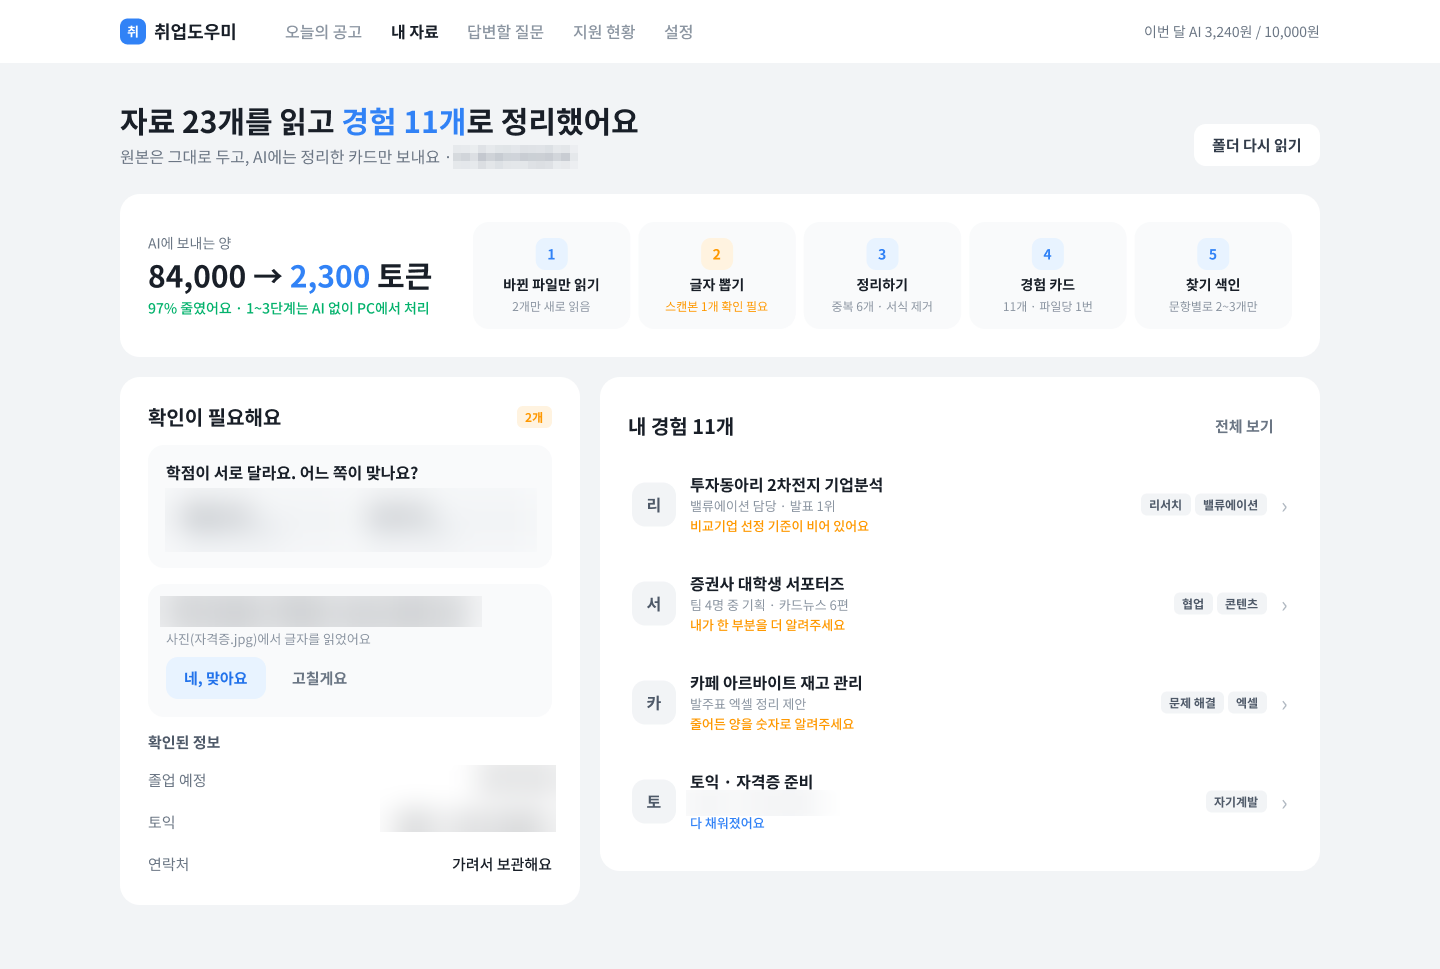 취 취업도우미 오늘의 공고 내 자료 답변할 질문 지원 현황 설정 이번 달 AI 3,240원 / 10,000원
자료 23개를 읽고 경험 11개로 정리했어요
원본은 그대로 두고, AI에는 정리한 카드만 보내요 ·
폴더 다시 읽기
AI에 보내는 양
84,000 → 2,300 토큰
97% 줄였어요 · 1~3단계는 AI 없이 PC에서 처리
1
바뀐 파일만 읽기
2개만 새로 읽음
2
글자 뽑기
스캔본 1개 확인 필요
3
정리하기
중복 6개 · 서식 제거
4
경험 카드
11개 · 파일당 1번
5
찾기 색인
문항별로 2~3개만
확인이 필요해요 2개
학점이 서로 달라요. 어느 쪽이 맞나요?
사진(자격증.jpg)에서 글자를 읽었어요
네, 맞아요 고칠게요
확인된 정보
졸업 예정
토익
연락처 가려서 보관해요
내 경험 11개 전체 보기
리
투자동아리 2차전지 기업분석
밸류에이션 담당 · 발표 1위
비교기업 선정 기준이 비어 있어요
리서치 밸류에이션 ›
서
증권사 대학생 서포터즈
팀 4명 중 기획 · 카드뉴스 6편
내가 한 부분을 더 알려주세요
협업 콘텐츠 ›
카
카페 아르바이트 재고 관리
발주표 엑셀 정리 제안
줄어든 양을 숫자로 알려주세요
문제 해결 엑셀 ›
토
토익 · 자격증 준비
다 채워졌어요
자기계발 ›